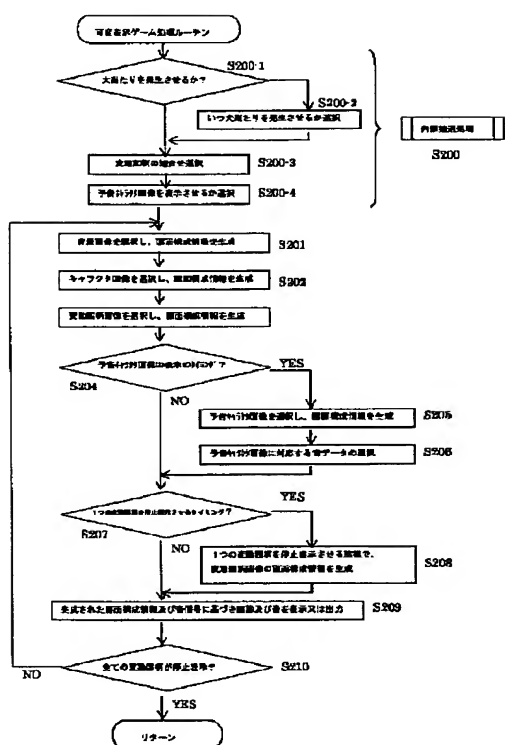 可変表示ゲーム処理ルーチン
S200-1
大当たりを発生させるか?
S200-2
いつ大当たりを発生させるか選択
S200-3
S200
予告キャラクタ画像を表示させるか選択
S200-4
背景画像を選択し、画面構成情報を生成
S201
キャラクタ画像を選択し、画面構成情報を生成
S202
変動図柄画像を選択し、画面構成情報を生成
予告キャラクタ画像の表示のタイミング?
YES
S204
NO
予告キャラクタ画像を選択し、画面構成情報を生成
S205
予告キャラクタ画像に対応する音データの選択
S206
1つの変動図柄を停止表示させるタイミング?
YES
S207
NO
1つの変動図柄を停止表示させる態様で、
変動図柄画像の画面構成情報を生成
S208
生成された画面構成情報及び音信号に基づき画像及び音を表示又は出力
S209
全ての変動図柄が停止表示?
NO
S210
YES
リターン